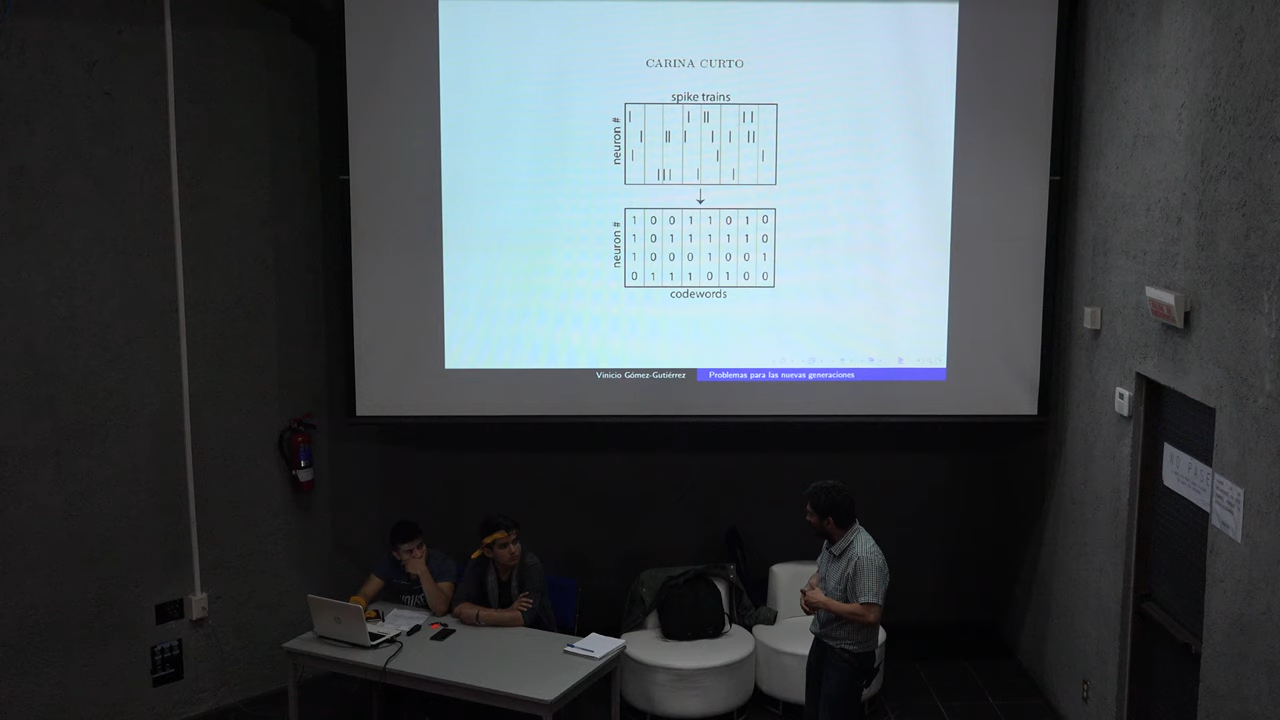 CARINA CURTO
spike trains
neuron #
neuron #
1 0 0 1 1 0 1 0
1 0 1 1 1 1 1 0
1 0 0 0 1 0 0 1
0 1 1 1 0 1 0 0
codewords
Vinicio Gómez-Gutiérrez
Problemas para las nuevas generaciones
NO PASE